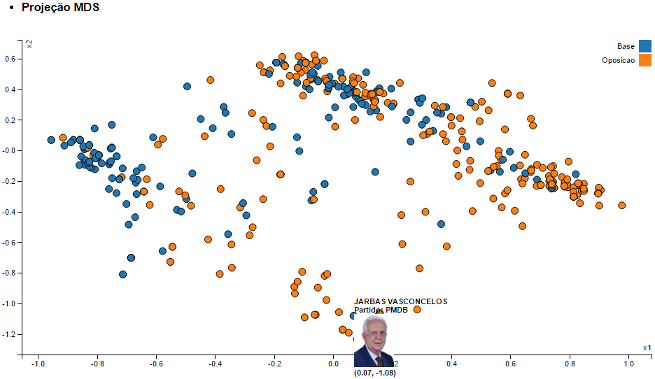 • Projeção MDS
x2
Base
Oposicao
0.6
0.4
0.2
-0.0
-0.2
-0.4
-0.6
-0.8
-1.0
-1.2
JARBAS VASCONCELOS
Partido: PMDB
(0.07, -1.08)
x1
-1.0 -0.8 -0.6 -0.4 -0.2 0.0 0.4 0.6 0.8 1.0